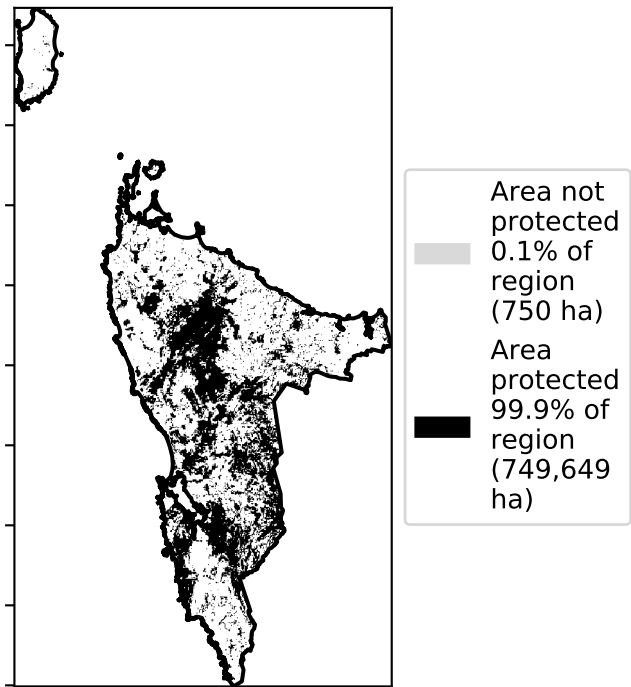 Area not
protected
0.1% of
region
(750 ha)
Area
protected
99.9% of
region
(749,649
ha)